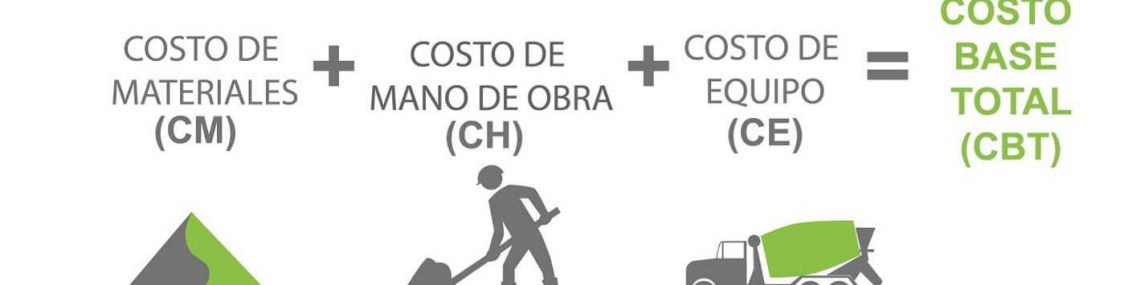 COSTO DE
MATERIALES
(CM)
+
COSTO DE
MANO DE OBRA
(CH)
+
COSTO DE
EQUIPO
(CE)
=
COSTO
BASE
TOTAL
(CBT)